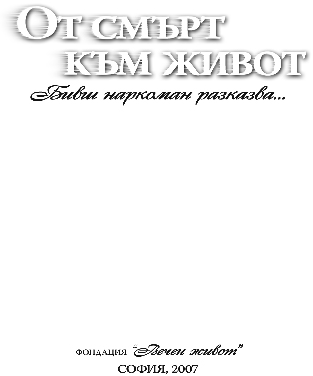 От смърт
към живот
Бивш наркоман разказва...
ФОНДАЦИЯ "Вечен живот"
СОФИЯ, 2007